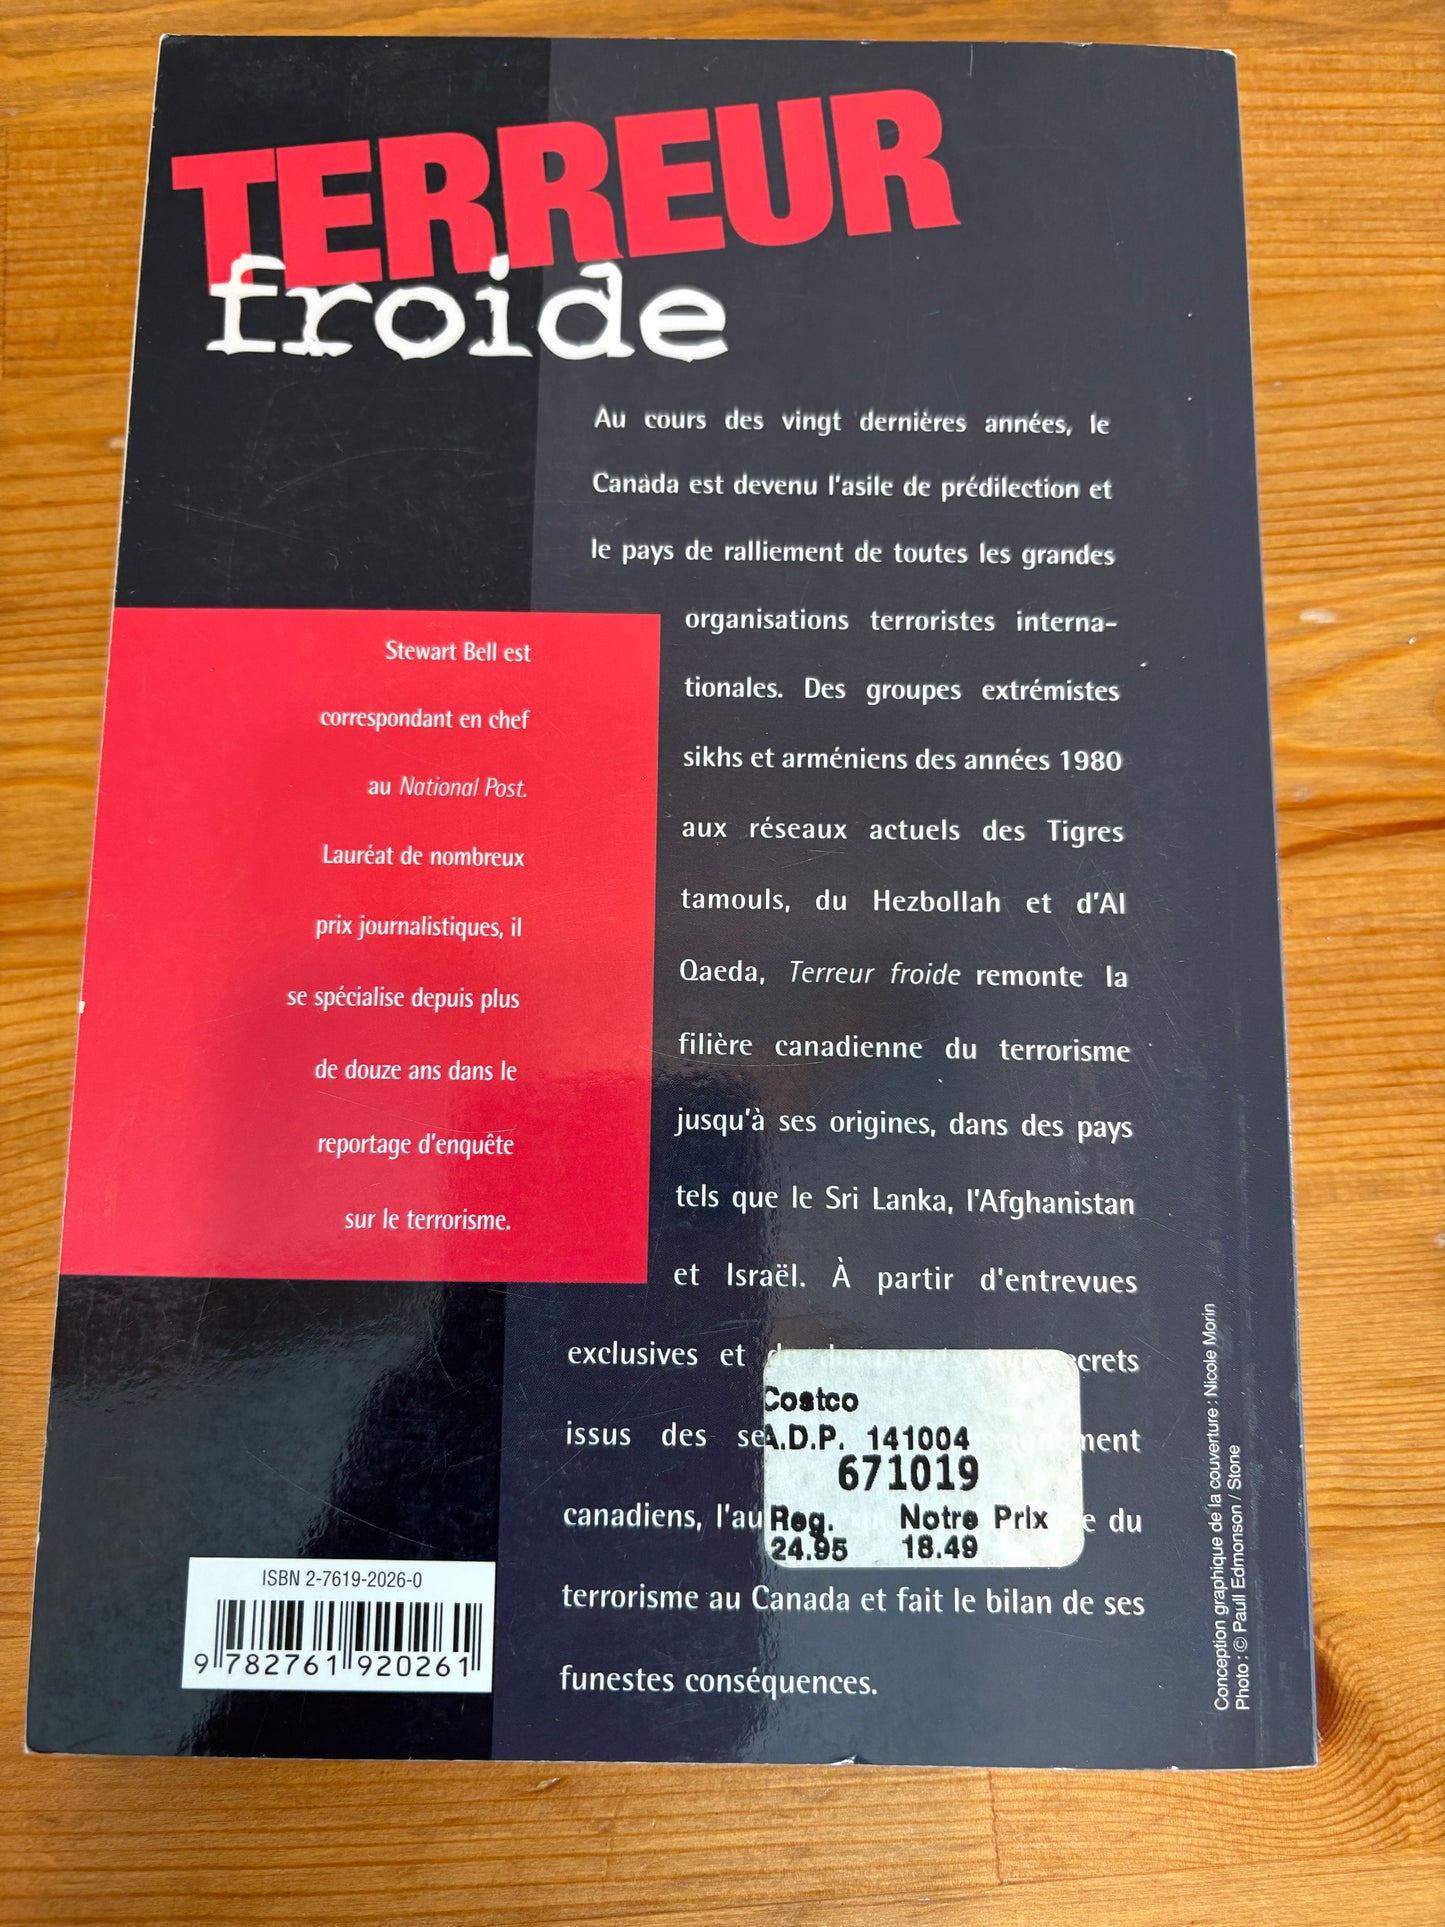 TERREUR
froide
Au cours des vingt dernières années, le
Canada est devenu l'asile de prédilection et
le pays de ralliement de toutes les grandes
organisations terroristes interna-
tionales. Des groupes extrémistes
sikhs et arméniens des années 1980
aux réseaux actuels des Tigres
tamouls, du Hezbollah et d'Al
Qaeda, Terreur froide remonte la
filière canadienne du terrorisme
jusqu'à ses origines, dans des pays
tels que le Sri Lanka, l'Afghanistan
et Israël. À partir d'entrevues
exclusives et de crets
issus des se ment
canadiens, l'au e du
terrorisme au Canada et fait le bilan de ses
funestes conséquences.
Stewart Bell est
correspondant en chef
au National Post.
Lauréat de nombreux
prix journalistiques, il
se spécialise depuis plus
de douze ans dans le
reportage d'enquête
sur le terrorisme.
Costco
A.D.P. 141004
671019
Reg. Notre Prix
24.95 18.49
ISBN 2-7619-2026-0
9 782761 920261
Conception graphique de la couverture : Nicole Morin
Photo : © Paull Edmonson / Stone